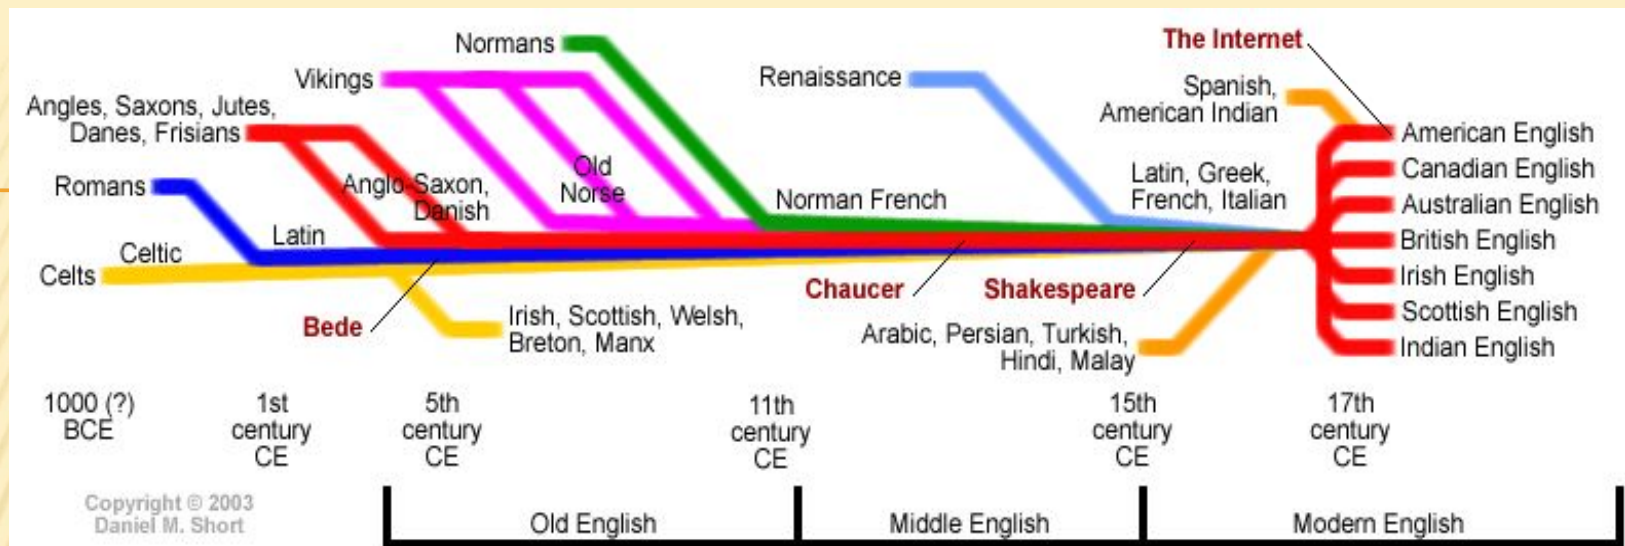 Normans
The Internet
Vikings
Renaissance
Spanish,
American Indian
Angles, Saxons, Jutes,
Danes, Frisians
American English
Old
Norse
Canadian English
Romans
Anglo-Saxon,
Danish
Norman French
Latin, Greek,
French, Italian
Australian English
Latin
British English
Celtic
Celts
Chaucer
Shakespeare
Irish English
Bede
Irish, Scottish, Welsh,
Breton, Manx
Arabic, Persian, Turkish,
Hindi, Malay
Scottish English
Indian English
1000 (?)
BCE
1st
century
CE
5th
century
CE
11th
century
CE
15th
century
CE
17th
century
CE
Copyright © 2003
Daniel M. Short
Old English
Middle English
Modern English